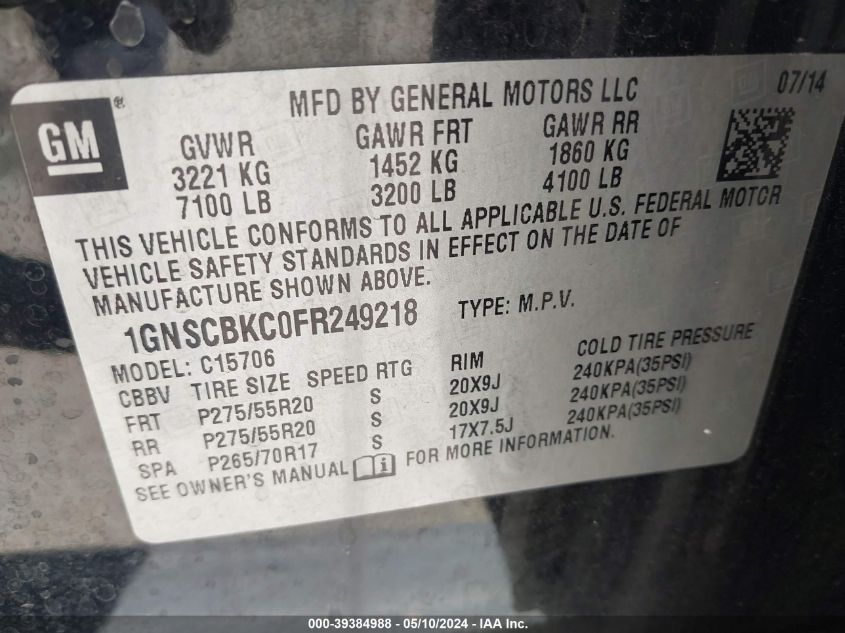 GM ®
MFD BY GENERAL MOTORS LLC 07/14
GVWR GAWR FRT GAWR RR
3221 KG 1452 KG 1860 KG
7100 LB 3200 LB 4100 LB
THIS VEHICLE CONFORMS TO ALL APPLICABLE U.S. FEDERAL MOTOR
VEHICLE SAFETY STANDARDS IN EFFECT ON THE DATE OF
MANUFACTURE SHOWN ABOVE.
1GNSCBKC0FR249218 TYPE: M.P.V.
MODEL: C15706
CBBV TIRE SIZE SPEED RTG RIM COLD TIRE PRESSURE
FRT P275/55R20 S 20X9J 240KPA(35PSI)
RR P275/55R20 S 20X9J 240KPA(35PSI)
SPA P265/70R17 S 17X7.5J 240KPA(35PSI)
SEE OWNER'S MANUAL i FOR MORE INFORMATION.
000-39384988 - 05/10/2024 - IAA Inc.